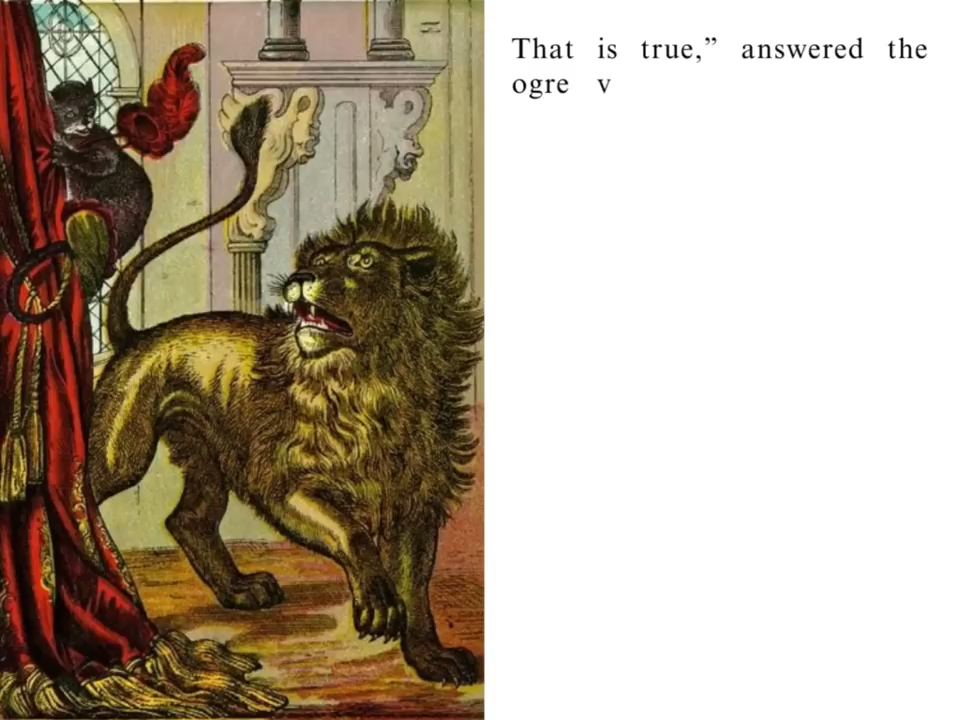 That is true,” answered the
ogre v